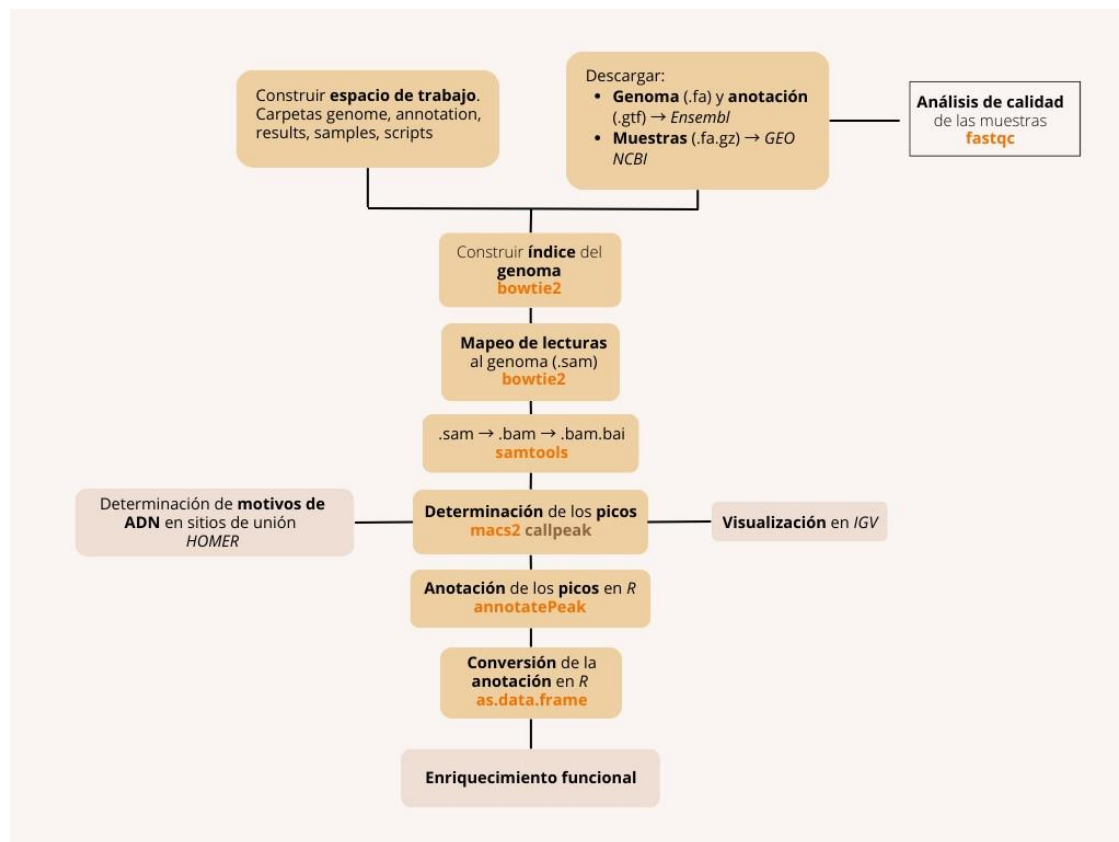 Construir espacio de trabajo.
Carpetas genome, annotation,
results, samples, scripts
Descargar:
• Genoma (.fa) y anotación
(.gtf) → Ensembl
• Muestras (.fa.gz) → GEO
NCBI
Análisis de calidad
de las muestras
fastqc
Construir índice del
genoma
bowtie2
Mapeo de lecturas
al genoma (.sam)
bowtie2
.sam → .bam → .bam.bai
samtools
Determinación de motivos de
ADN en sitios de unión
HOMER
Determinación de los picos
macs2 callpeak
Visualización en IGV
Anotación de los picos en R
annotatePeak
Conversión de la
anotación en R
as.data.frame
Enriquecimiento funcional